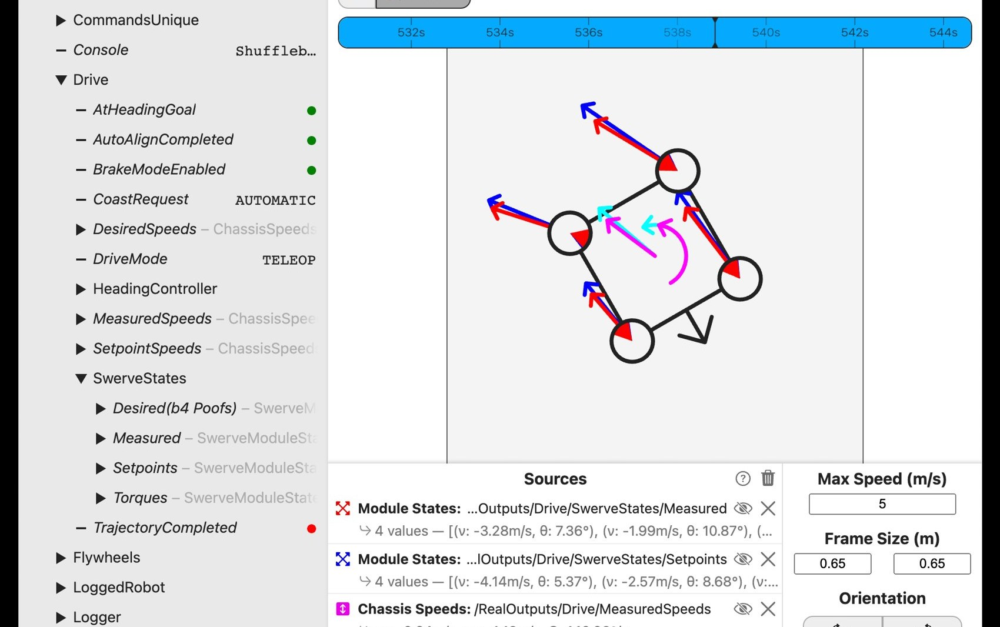 CommandsUnique
Console Shuffleb…
Drive
AtHeadingGoal
AutoAlignCompleted
BrakeModeEnabled
CoastRequest AUTOMATIC
DesiredSpeeds – ChassisSpeeds
DriveMode TELEOP
HeadingController
MeasuredSpeeds – ChassisSpee
SetpointSpeeds – ChassisSpeeds
SwerveStates
Desired(b4 Poofs) – SwerveM
Measured – SwerveModuleSta
Setpoints – SwerveModuleSta
Torques – SwerveModuleState
TrajectoryCompleted
Flywheels
LoggedRobot
Logger
532s 534s 536s 538s 540s 542s 544s
Sources
?
Module States: ...Outputs/Drive/SwerveStates/Measured
4 values — [(v: -3.28m/s, θ: 7.36°), (v: -1.99m/s, θ: 10.87°), (...
Module States: ...lOutputs/Drive/SwerveStates/Setpoints
4 values — [(v: -4.14m/s, θ: 5.37°), (v: -2.57m/s, θ: 8.68°), (v:...
Chassis Speeds: /RealOutputs/Drive/MeasuredSpeeds
Max Speed (m/s)
5
Frame Size (m)
0.65 0.65
Orientation